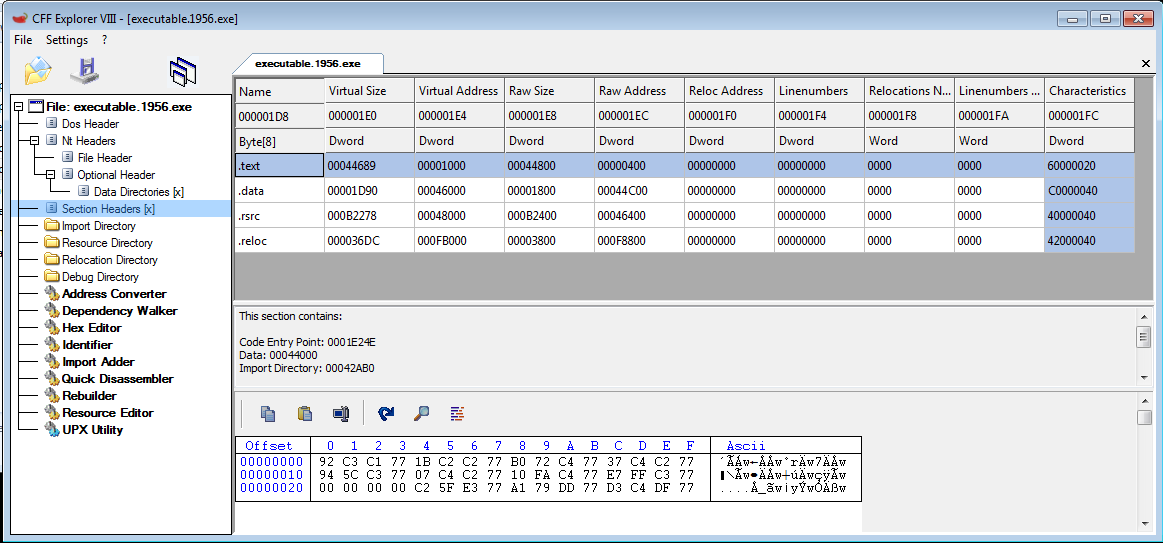 CFF Explorer VIII - [executable.1956.exe]
File Settings ?
executable.1956.exe
File: executable.1956.exe
Dos Header
Nt Headers
File Header
Optional Header
Data Directories [x]
Section Headers [x]
Import Directory
Resource Directory
Relocation Directory
Debug Directory
Address Converter
Dependency Walker
Hex Editor
Identifier
Import Adder
Quick Disassembler
Rebuilder
Resource Editor
UPX Utility
Name Virtual Size Virtual Address Raw Size Raw Address Reloc Address Linenumbers Relocations N... Linenumbers ... Characteristics
000001D8 000001E0 000001E4 000001E8 000001EC 000001F0 000001F4 000001F8 000001FA 000001FC
Byte[8] Dword Dword Dword Dword Dword Dword Word Word Dword
.text 00044689 00001000 00044800 00000400 00000000 00000000 0000 0000 60000020
.data 00001D90 00046000 00001800 00044C00 00000000 00000000 0000 0000 C0000040
.rsrc 000B2278 00048000 000B2400 00046400 00000000 00000000 0000 0000 40000040
.reloc 000036DC 000FB000 00003800 000F8800 00000000 00000000 0000 0000 42000040
This section contains:
Code Entry Point: 0001E24E
Data: 00044000
Import Directory: 00042AB0
Offset 0 1 2 3 4 5 6 7 8 9 A B C D E F Ascii
00000000 92 C3 C1 77 1B C2 C2 77 B0 72 C4 77 37 C4 C2 77 ´ÃÁw←ÂÂw°rÄw7ÄÂw
00000010 94 5C C3 77 07 C4 C2 77 10 FA C4 77 E7 FF C3 77
00000020 00 00 00 00 C2 5F E3 77 A1 79 DD 77 D3 C4 DF 77 ....Â_ãw¡yÝwÓÄßw